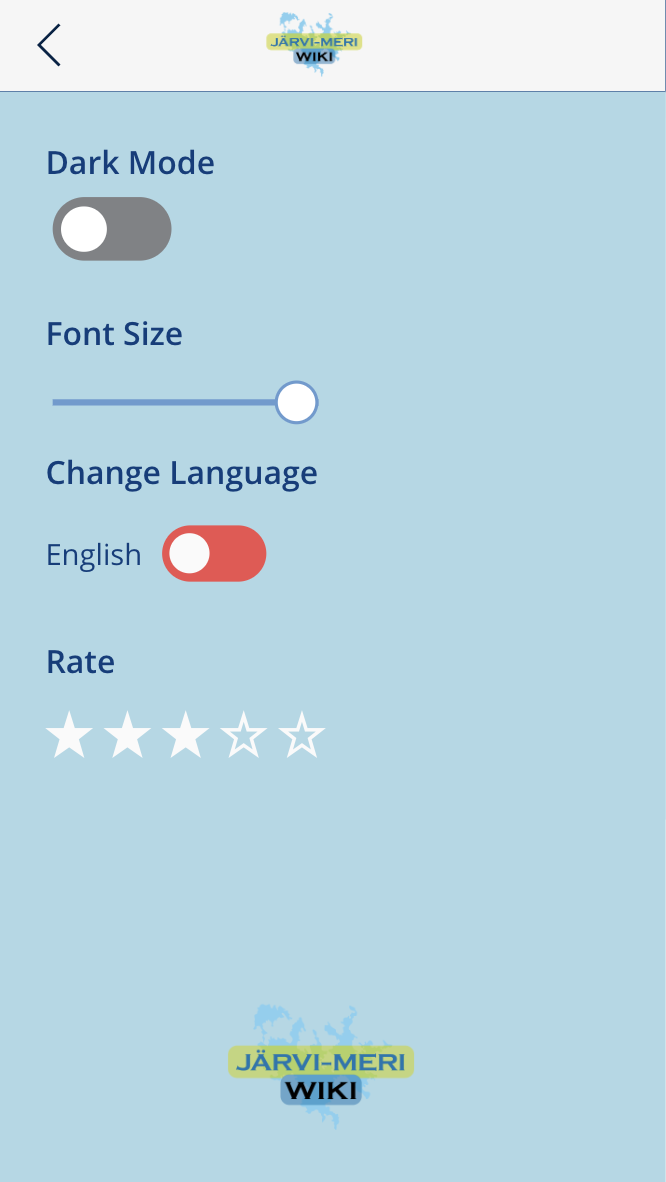 JÄRVI-MERI
WIKI
Dark Mode
Font Size
Change Language
English
Rate
JÄRVI-MERI
WIKI